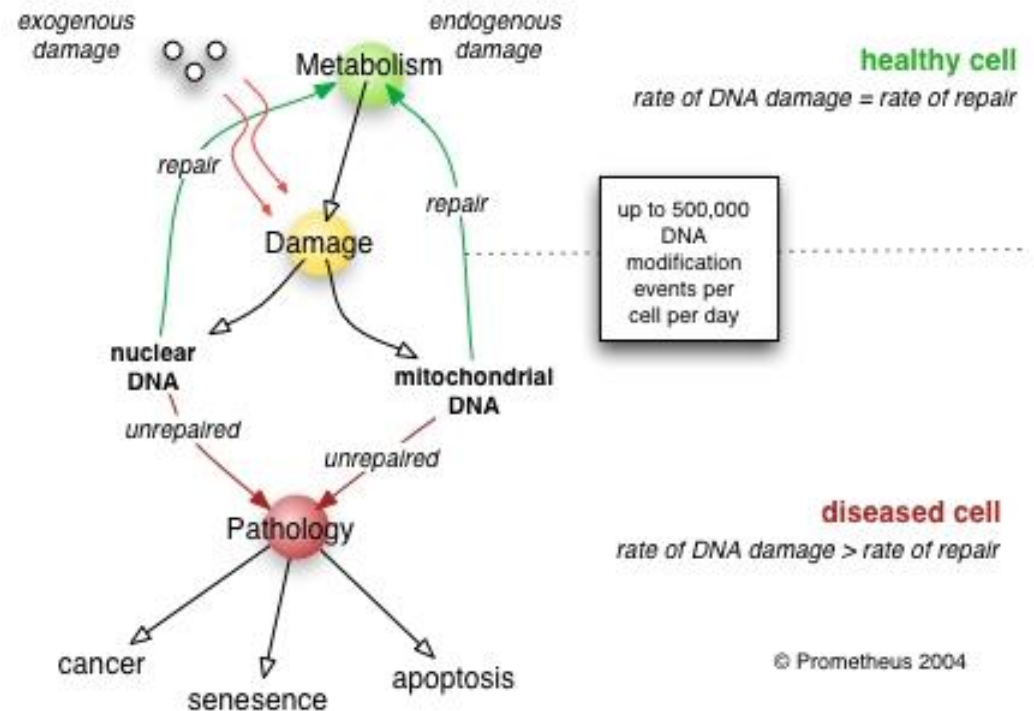 exogenous
damage
endogenous
damage
Metabolism
healthy cell
rate of DNA damage = rate of repair
repair
repair
up to 500,000
DNA
modification
events per
cell per day
Damage
nuclear
DNA
mitochondrial
DNA
unrepaired
unrepaired
Pathology
diseased cell
rate of DNA damage > rate of repair
cancer
senesence
apoptosis
© Prometheus 2004